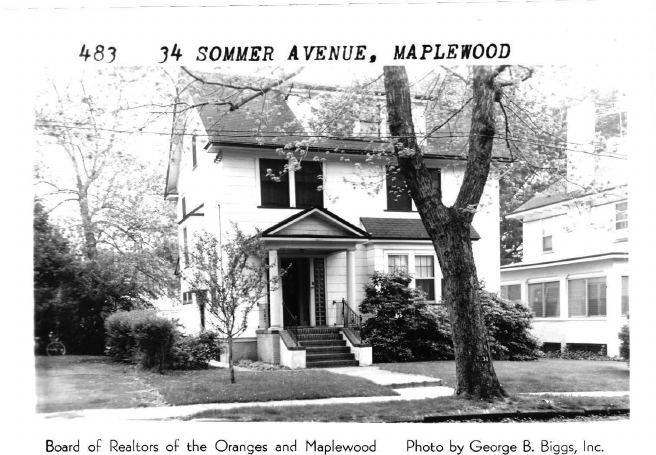 483 34 SOMMER AVENUE, MAPLEWOOD
Board of Realtors of the Oranges and Maplewood Photo by George B. Biggs, Inc.